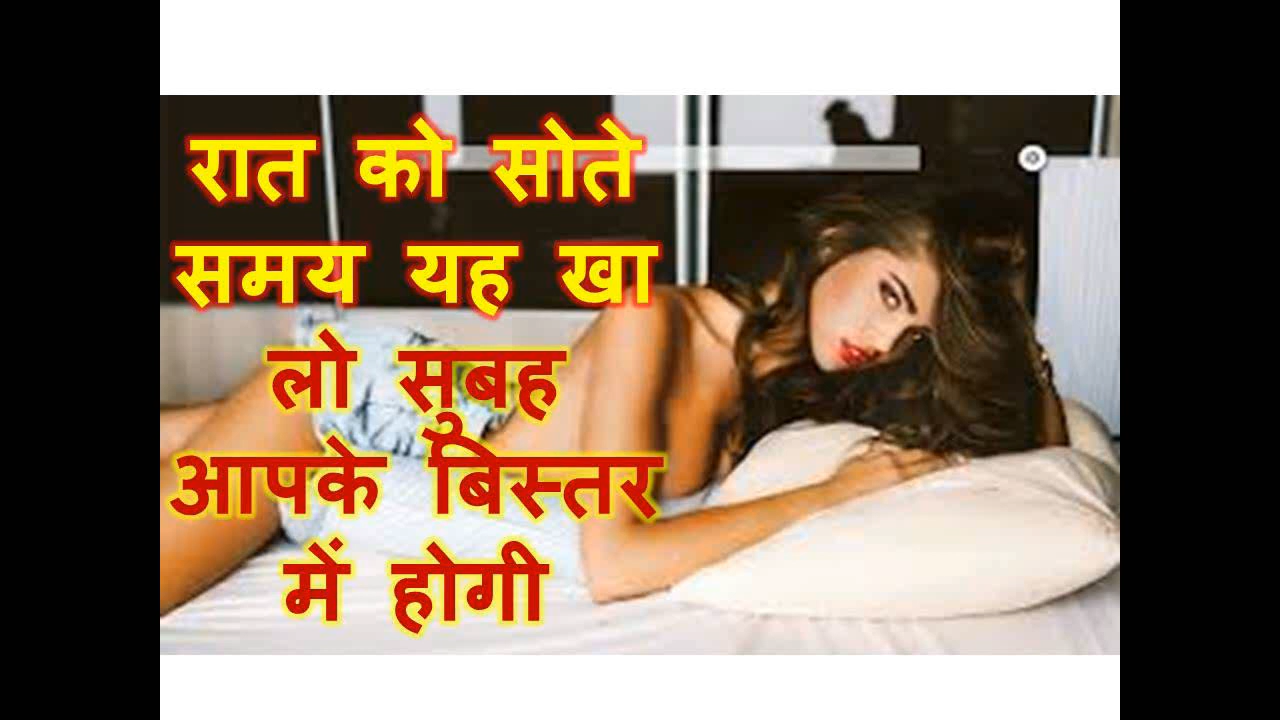 रात को सोते
समय यह खा
लो सुबह
आपके बिस्तर
में होगी